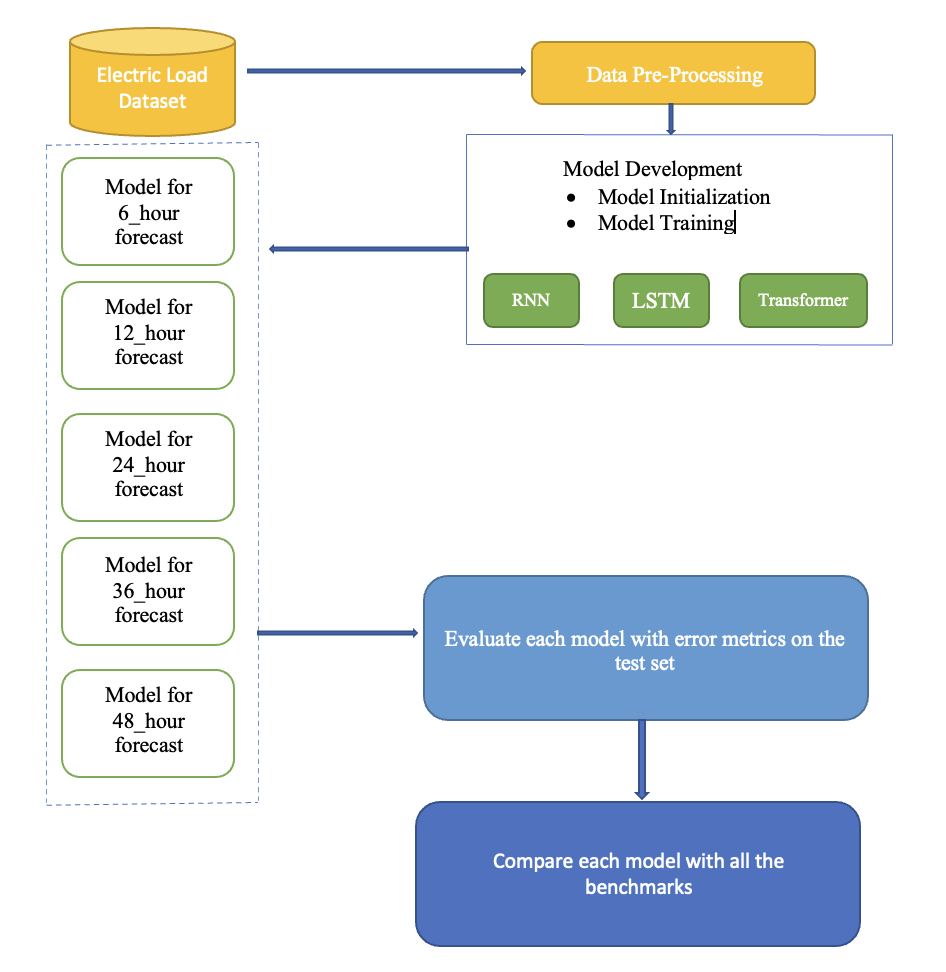 Electric Load
Dataset
Data Pre-Processing
Model Development
• Model Initialization
• Model Training
RNN
LSTM
Transformer
Model for
6_hour
forecast
Model for
12_hour
forecast
Model for
24_hour
forecast
Model for
36_hour
forecast
Model for
48_hour
forecast
Evaluate each model with error metrics on the
test set
Compare each model with all the
benchmarks